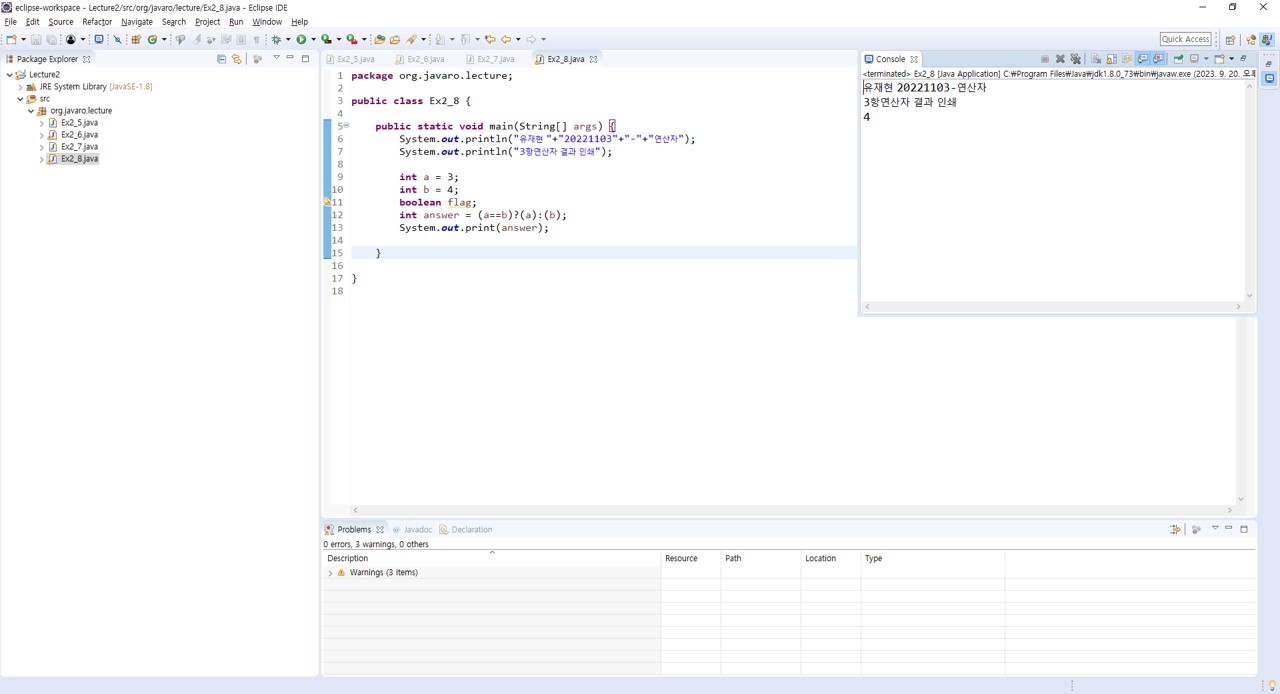 eclipse-workspace - Lecture2/src/org/javaro/lecture/Ex2_8.java - Eclipse IDE
File Edit Source Refactor Navigate Search Project Run Window Help
Quick Access
Package Explorer
Lecture2
JRE System Library [JavaSE-1.8]
src
org.javaro.lecture
Ex2_5.java
Ex2_6.java
Ex2_7.java
Ex2_8.java
Ex2_5.java Ex2_6.java Ex2_7.java Ex2_8.java
1 package org.javaro.lecture;
2
3 public class Ex2_8 {
4
5 public static void main(String[] args) {
6 System.out.println("유재현 "+"20221103"+"-"+"연산자");
7 System.out.println("3항연산자 결과 인쇄");
8
9 int a = 3;
10 int b = 4;
11 boolean flag;
12 int answer = (a==b)?(a):(b);
13 System.out.print(answer);
14
15 }
16
17 }
18
Console
<terminated> Ex2_8 [Java Application] C:₩Program Files₩Java₩jdk1.8.0_73₩bin₩javaw.exe (2023. 9. 20. 오후
유재현 20221103-연산자
3항연산자 결과 인쇄
4
Problems Javadoc Declaration
0 errors, 3 warnings, 0 others
Description Resource Path Location Type
Warnings (3 items)